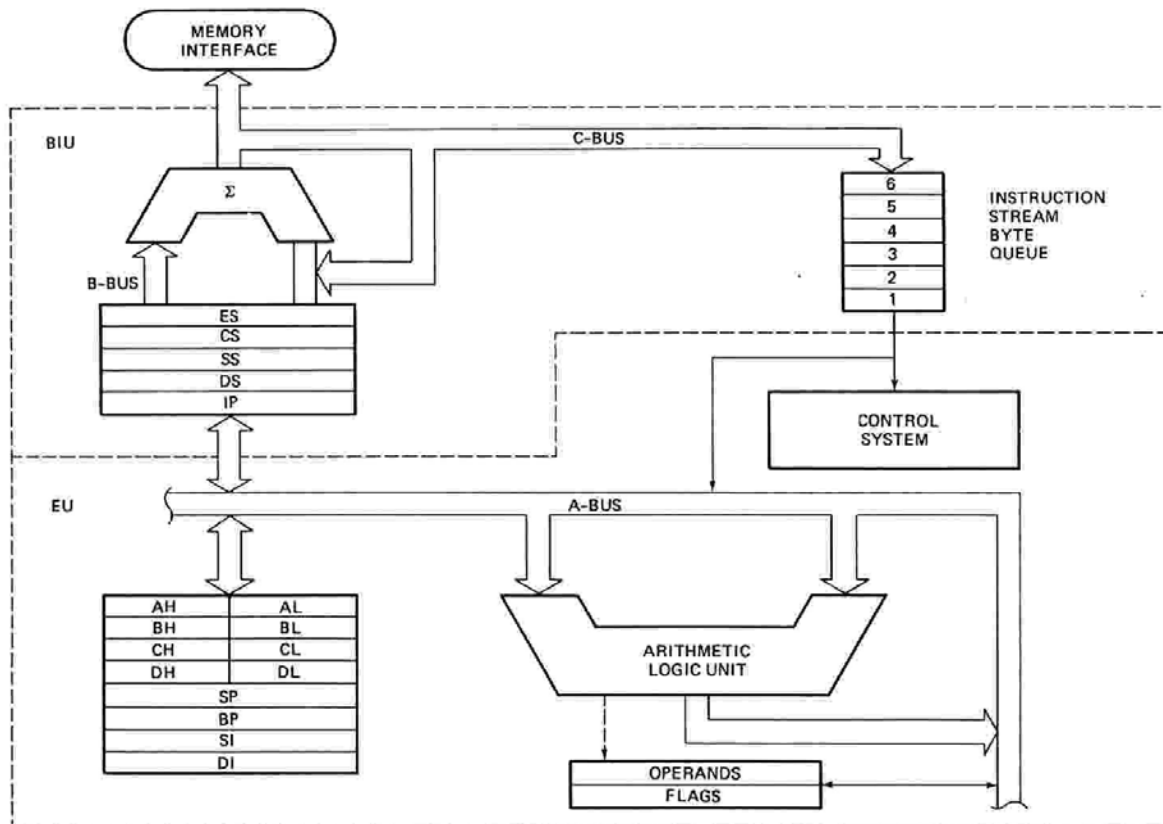 MEMORY
INTERFACE
BIU
C-BUS
Σ
6
5
4
3
2
1
INSTRUCTION
STREAM
BYTE
QUEUE
B-BUS
ES
CS
SS
DS
IP
CONTROL
SYSTEM
EU
A-BUS
AH AL
BH BL
CH CL
DH DL
SP
BP
SI
DI
ARITHMETIC
LOGIC UNIT
OPERANDS
FLAGS